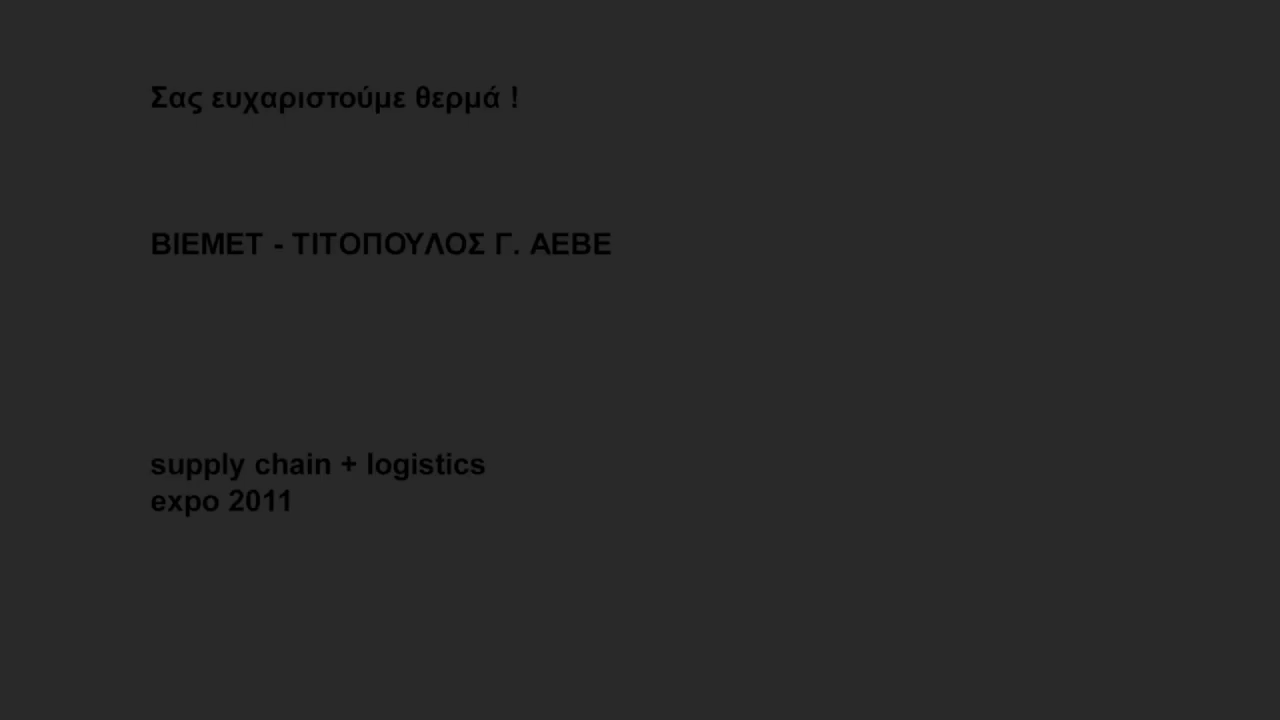 Σας ευχαριστούμε θερμά !
ΒΙΕΜΕΤ - ΤΙΤΟΠΟΥΛΟΣ Γ. ΑΕΒΕ
supply chain + logistics
expo 2011